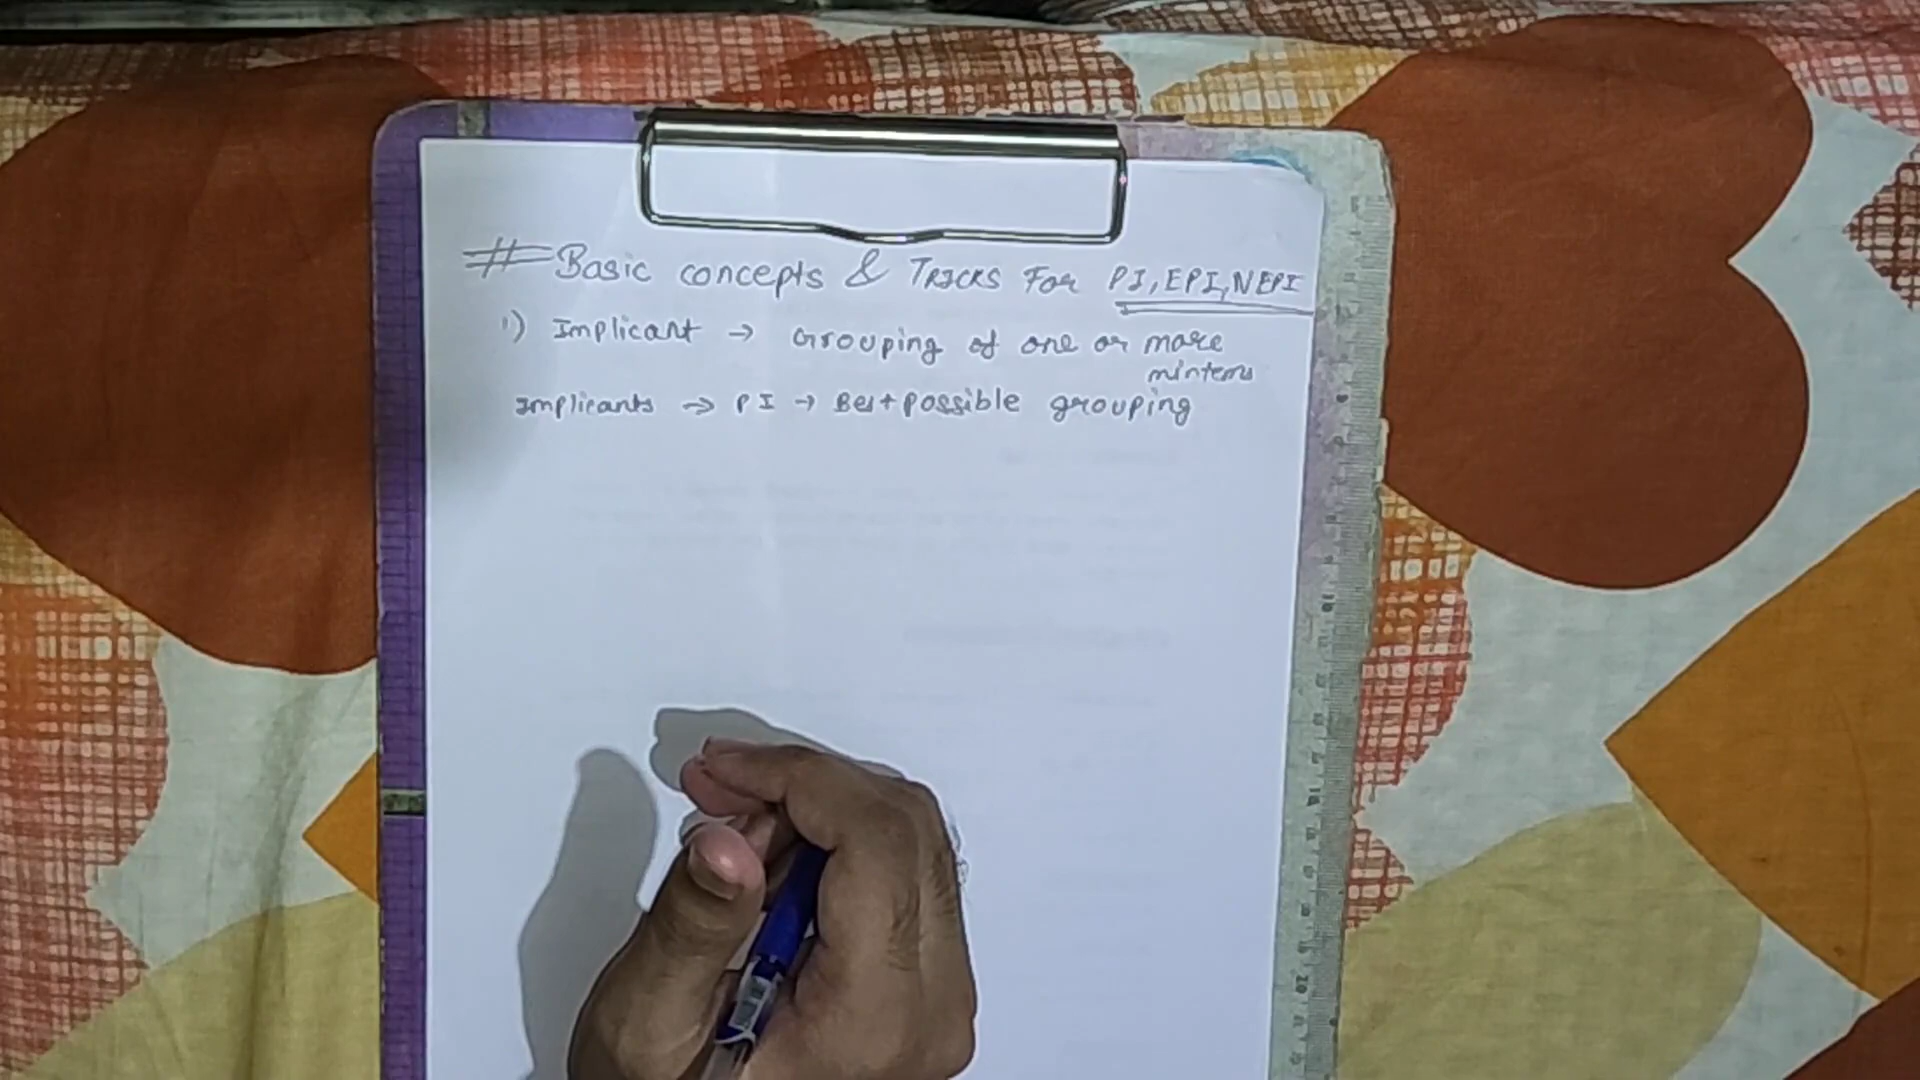 # Basic concepts & TRICKS FOR PI, EPI, NEPI
1) Implicant → Grouping of one or more
minterms
Implicants → PI → Best possible grouping